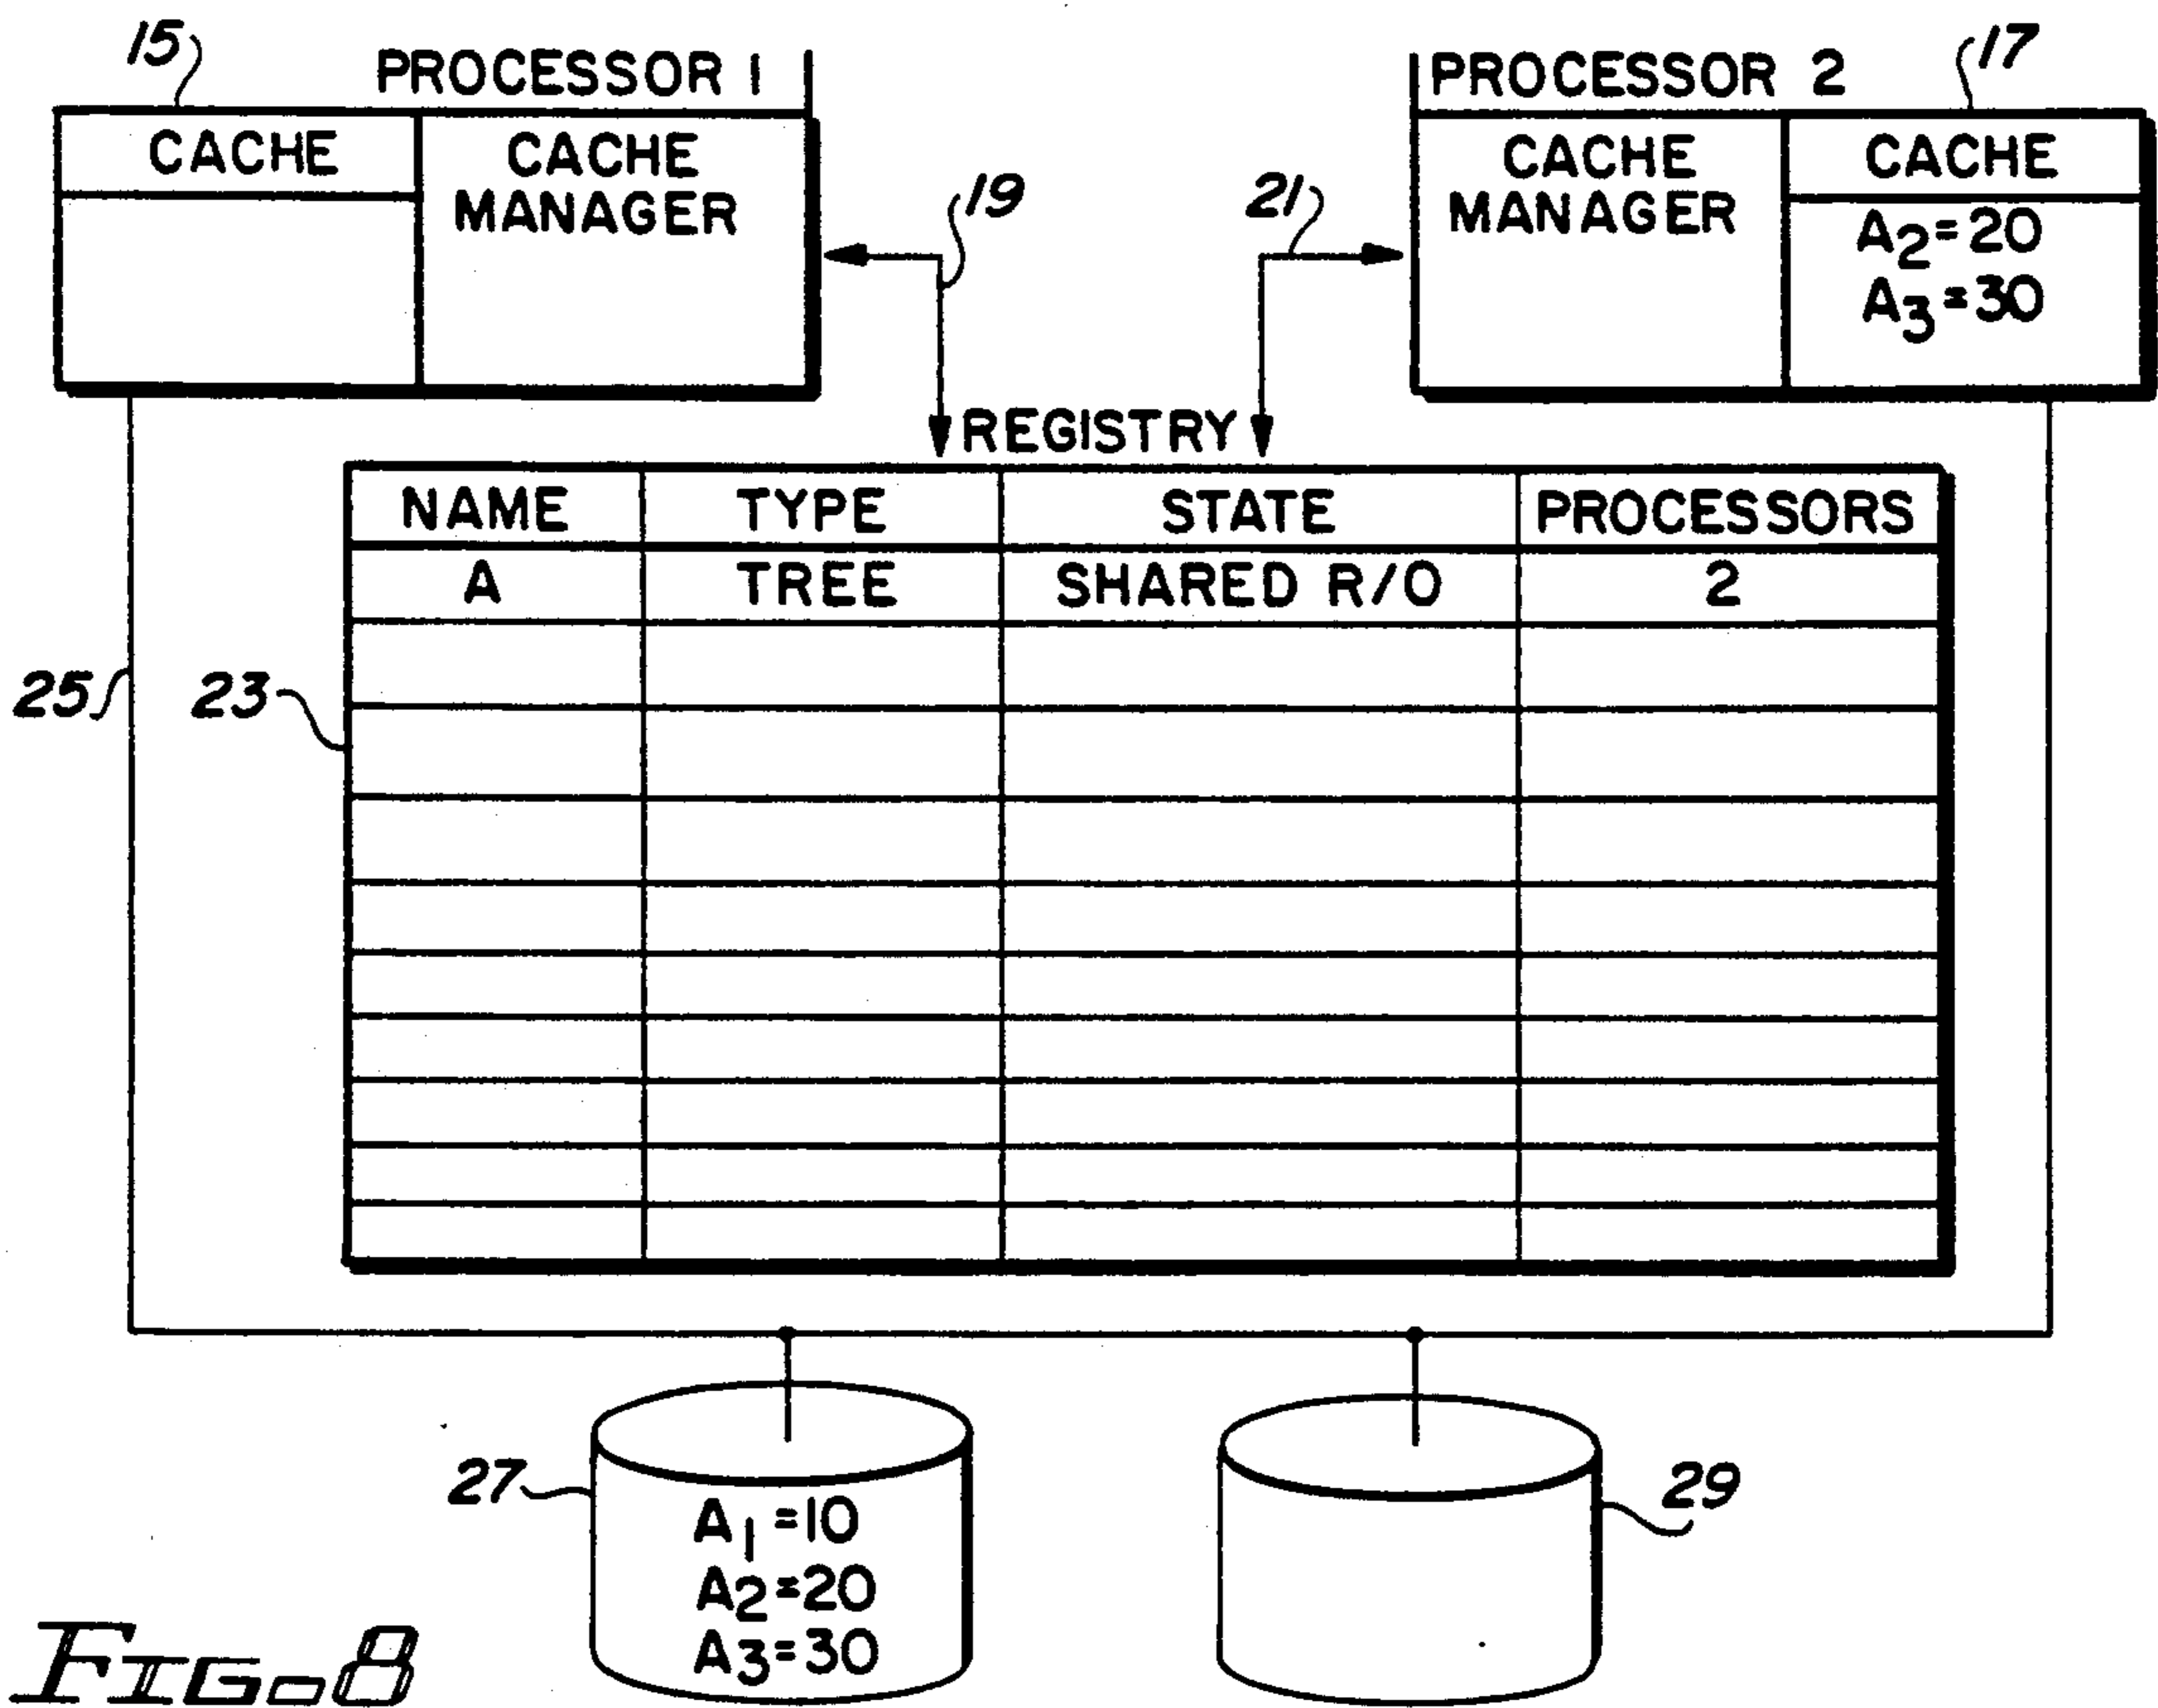 15
PROCESSOR 1
PROCESSOR 2
17
CACHE
CACHE
MANAGER
19
21
CACHE
MANAGER
CACHE
A2=20
A3=30
REGISTRY
NAME TYPE STATE PROCESSORS
A TREE SHARED R/O 2
25
23
27
A1=10
A2=20
A3=30
29
FIG. 8